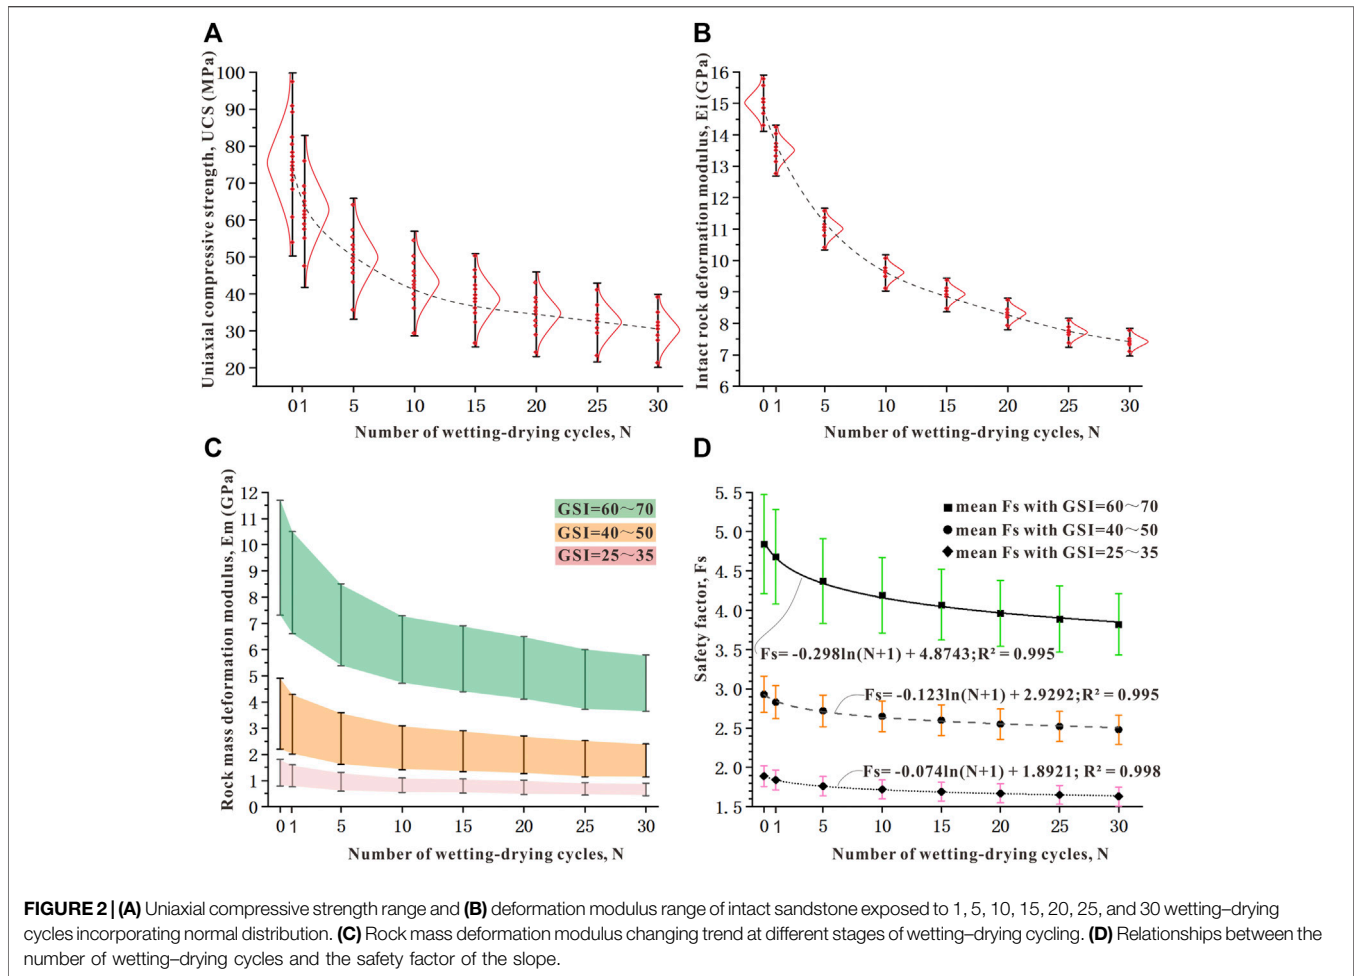 A
Uniaxial compressive strength, UCS (MPa)
100
90
80
70
60
50
40
30
20
0 1 5 10 15 20 25 30
Number of wetting-drying cycles, N
B
Intact rock deformation modulus, Ei (GPa)
16
15
14
13
12
11
10
9
8
7
6
0 1 5 10 15 20 25 30
Number of wetting-drying cycles, N
C
Rock mass deformation modulus, Em (GPa)
12
11
10
9
8
7
6
5
4
3
2
1
0
GSI=60~70
GSI=40~50
GSI=25~35
0 1 5 10 15 20 25 30
Number of wetting-drying cycles, N
D
Safety factor, Fs
5.5
5.0
4.5
4.0
3.5
3.0
2.5
2.0
1.5
mean Fs with GSI=60~70
mean Fs with GSI=40~50
mean Fs with GSI=25~35
Fs= -0.298ln(N+1) + 4.8743; R² = 0.995
Fs= -0.123ln(N+1) + 2.9292; R² = 0.995
Fs= -0.074ln(N+1) + 1.8921; R² = 0.998
0 1 5 10 15 20 25 30
Number of wetting-drying cycles, N
FIGURE 2 | (A) Uniaxial compressive strength range and (B) deformation modulus range of intact sandstone exposed to 1, 5, 10, 15, 20, 25, and 30 wetting–drying
cycles incorporating normal distribution. (C) Rock mass deformation modulus changing trend at different stages of wetting–drying cycling. (D) Relationships between the
number of wetting–drying cycles and the safety factor of the slope.